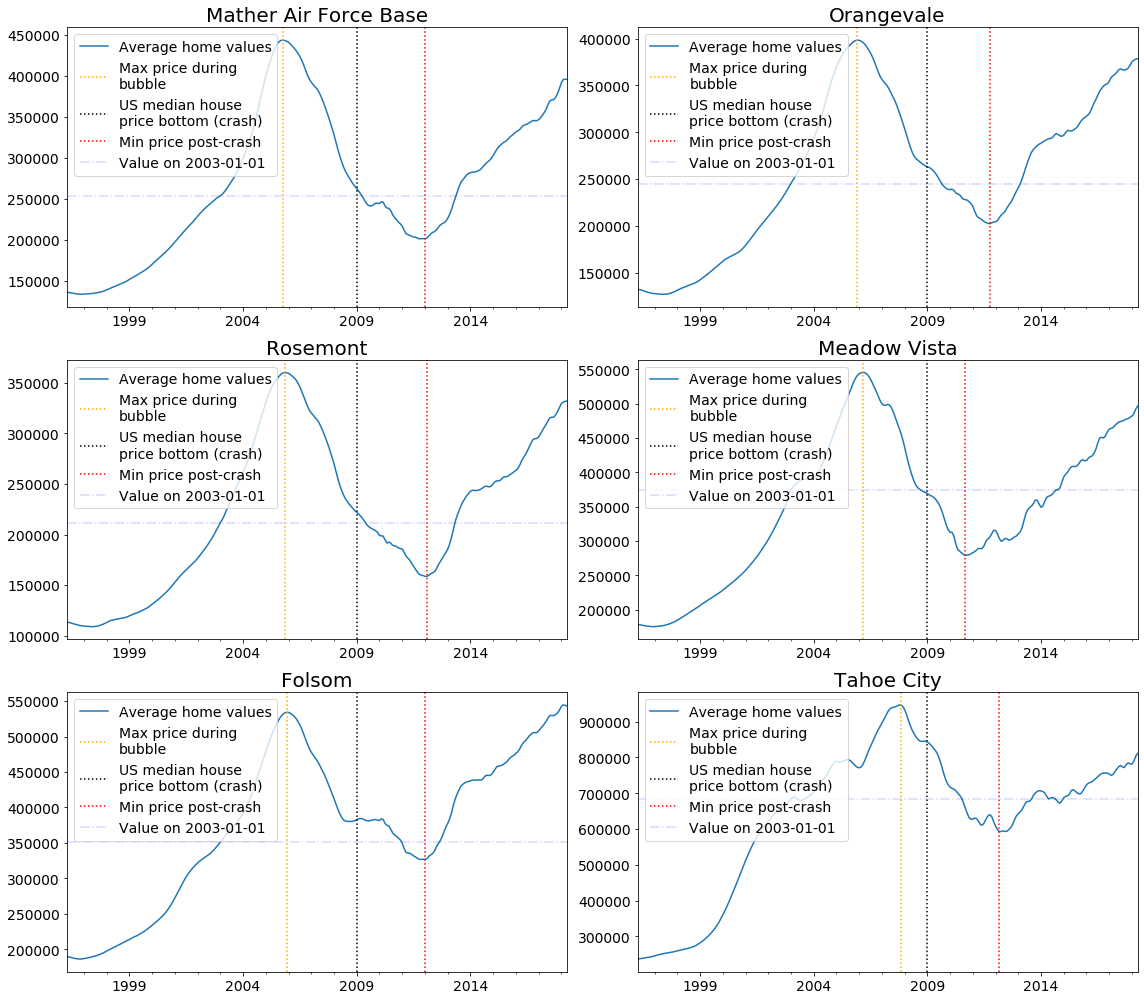 Mather Air Force Base
450000
400000
350000
300000
250000
200000
150000
Average home values
Max price during
bubble
US median house
price bottom (crash)
Min price post-crash
Value on 2003-01-01
1999
2004
2009
2014
Orangevale
400000
350000
300000
250000
200000
150000
Average home values
Max price during
bubble
US median house
price bottom (crash)
Min price post-crash
Value on 2003-01-01
1999
2004
2009
2014
Rosemont
350000
300000
250000
200000
150000
100000
Average home values
Max price during
bubble
US median house
price bottom (crash)
Min price post-crash
Value on 2003-01-01
1999
2004
2009
2014
Meadow Vista
550000
500000
450000
400000
350000
300000
250000
200000
Average home values
Max price during
bubble
US median house
price bottom (crash)
Min price post-crash
Value on 2003-01-01
1999
2004
2009
2014
Folsom
550000
500000
450000
400000
350000
300000
250000
200000
Average home values
Max price during
bubble
US median house
price bottom (crash)
Min price post-crash
Value on 2003-01-01
1999
2004
2009
2014
Tahoe City
900000
800000
700000
600000
500000
400000
300000
Average home values
Max price during
bubble
US median house
price bottom (crash)
Min price post-crash
Value on 2003-01-01
1999
2004
2009
2014